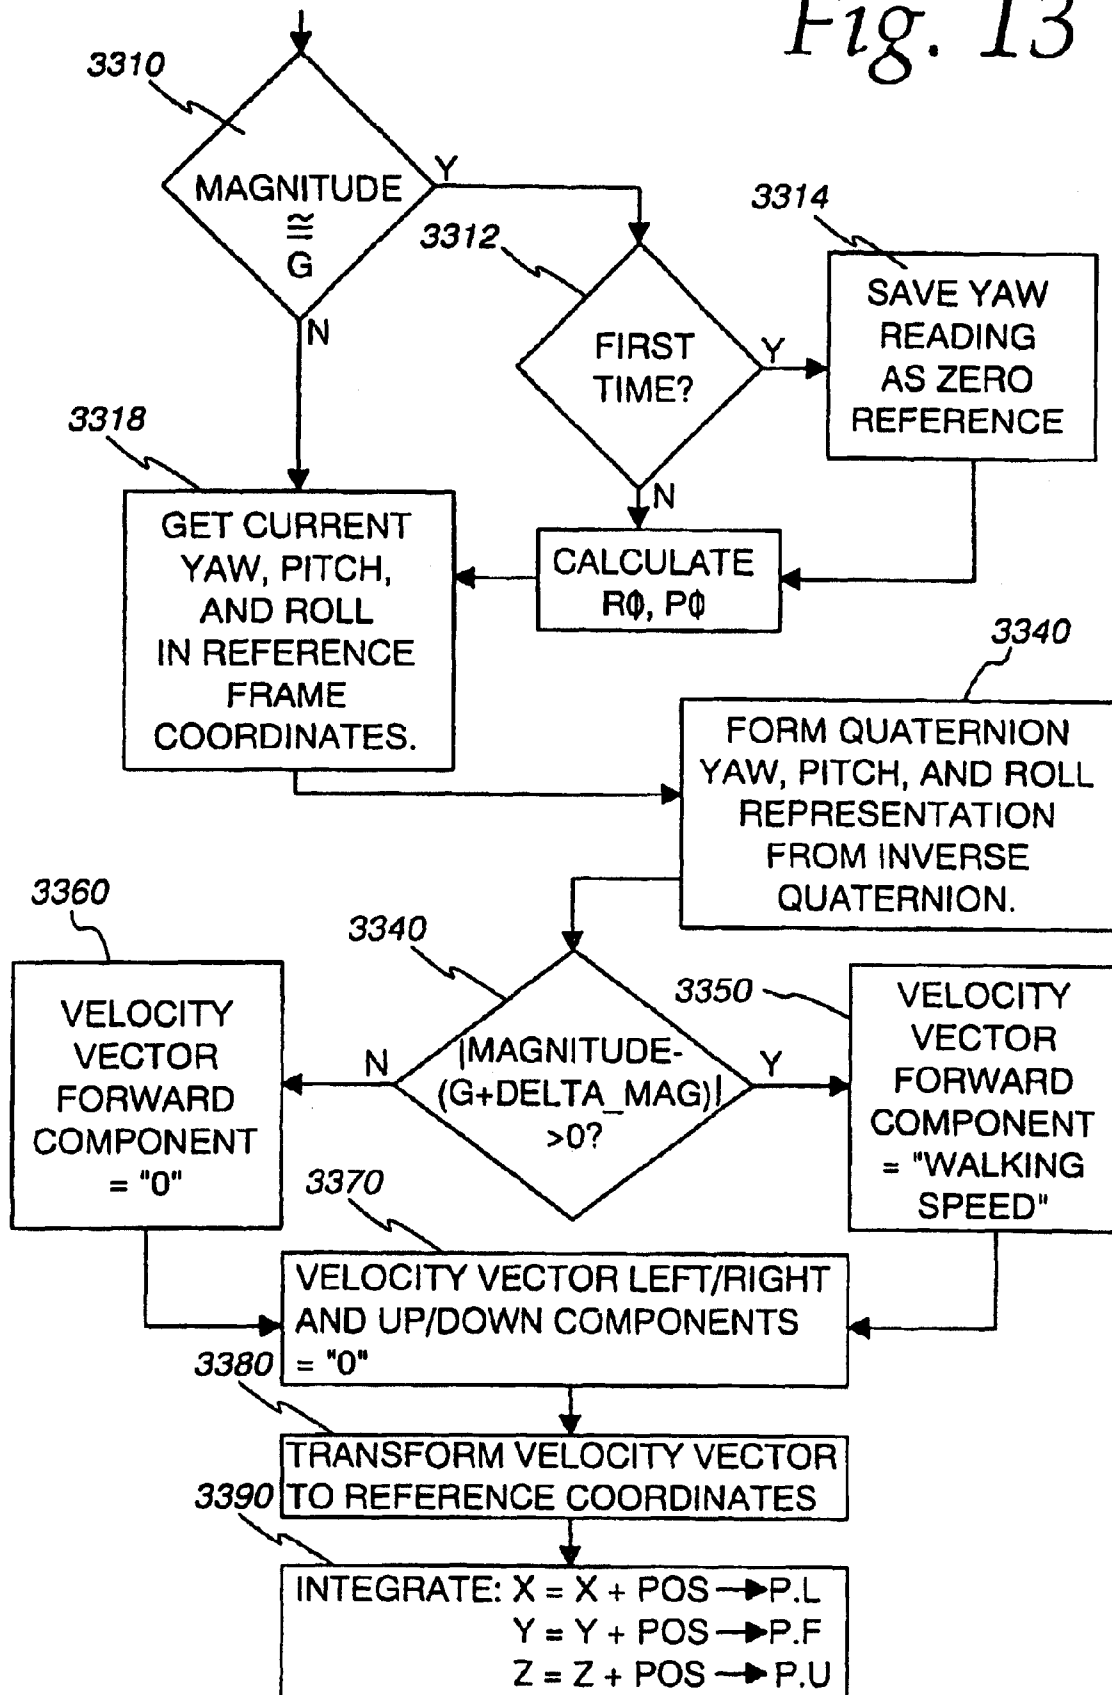 Fig. 13
3310
MAGNITUDE
≅
G
Y
N
3312
FIRST
TIME?
Y
N
3314
SAVE YAW
READING
AS ZERO
REFERENCE
CALCULATE
R0, P0
3318
GET CURRENT
YAW, PITCH,
AND ROLL
IN REFERENCE
FRAME
COORDINATES.
3340
FORM QUATERNION
YAW, PITCH, AND ROLL
REPRESENTATION
FROM INVERSE
QUATERNION.
3340
|MAGNITUDE-
(G+DELTA_MAG)|
>0?
N
Y
3360
VELOCITY
VECTOR
FORWARD
COMPONENT
= "0"
3350
VELOCITY
VECTOR
FORWARD
COMPONENT
= "WALKING
SPEED"
3370
VELOCITY VECTOR LEFT/RIGHT
AND UP/DOWN COMPONENTS
= "0"
3380
TRANSFORM VELOCITY VECTOR
TO REFERENCE COORDINATES
3390
INTEGRATE: X = X + POS → P.L
Y = Y + POS → P.F
Z = Z + POS → P.U